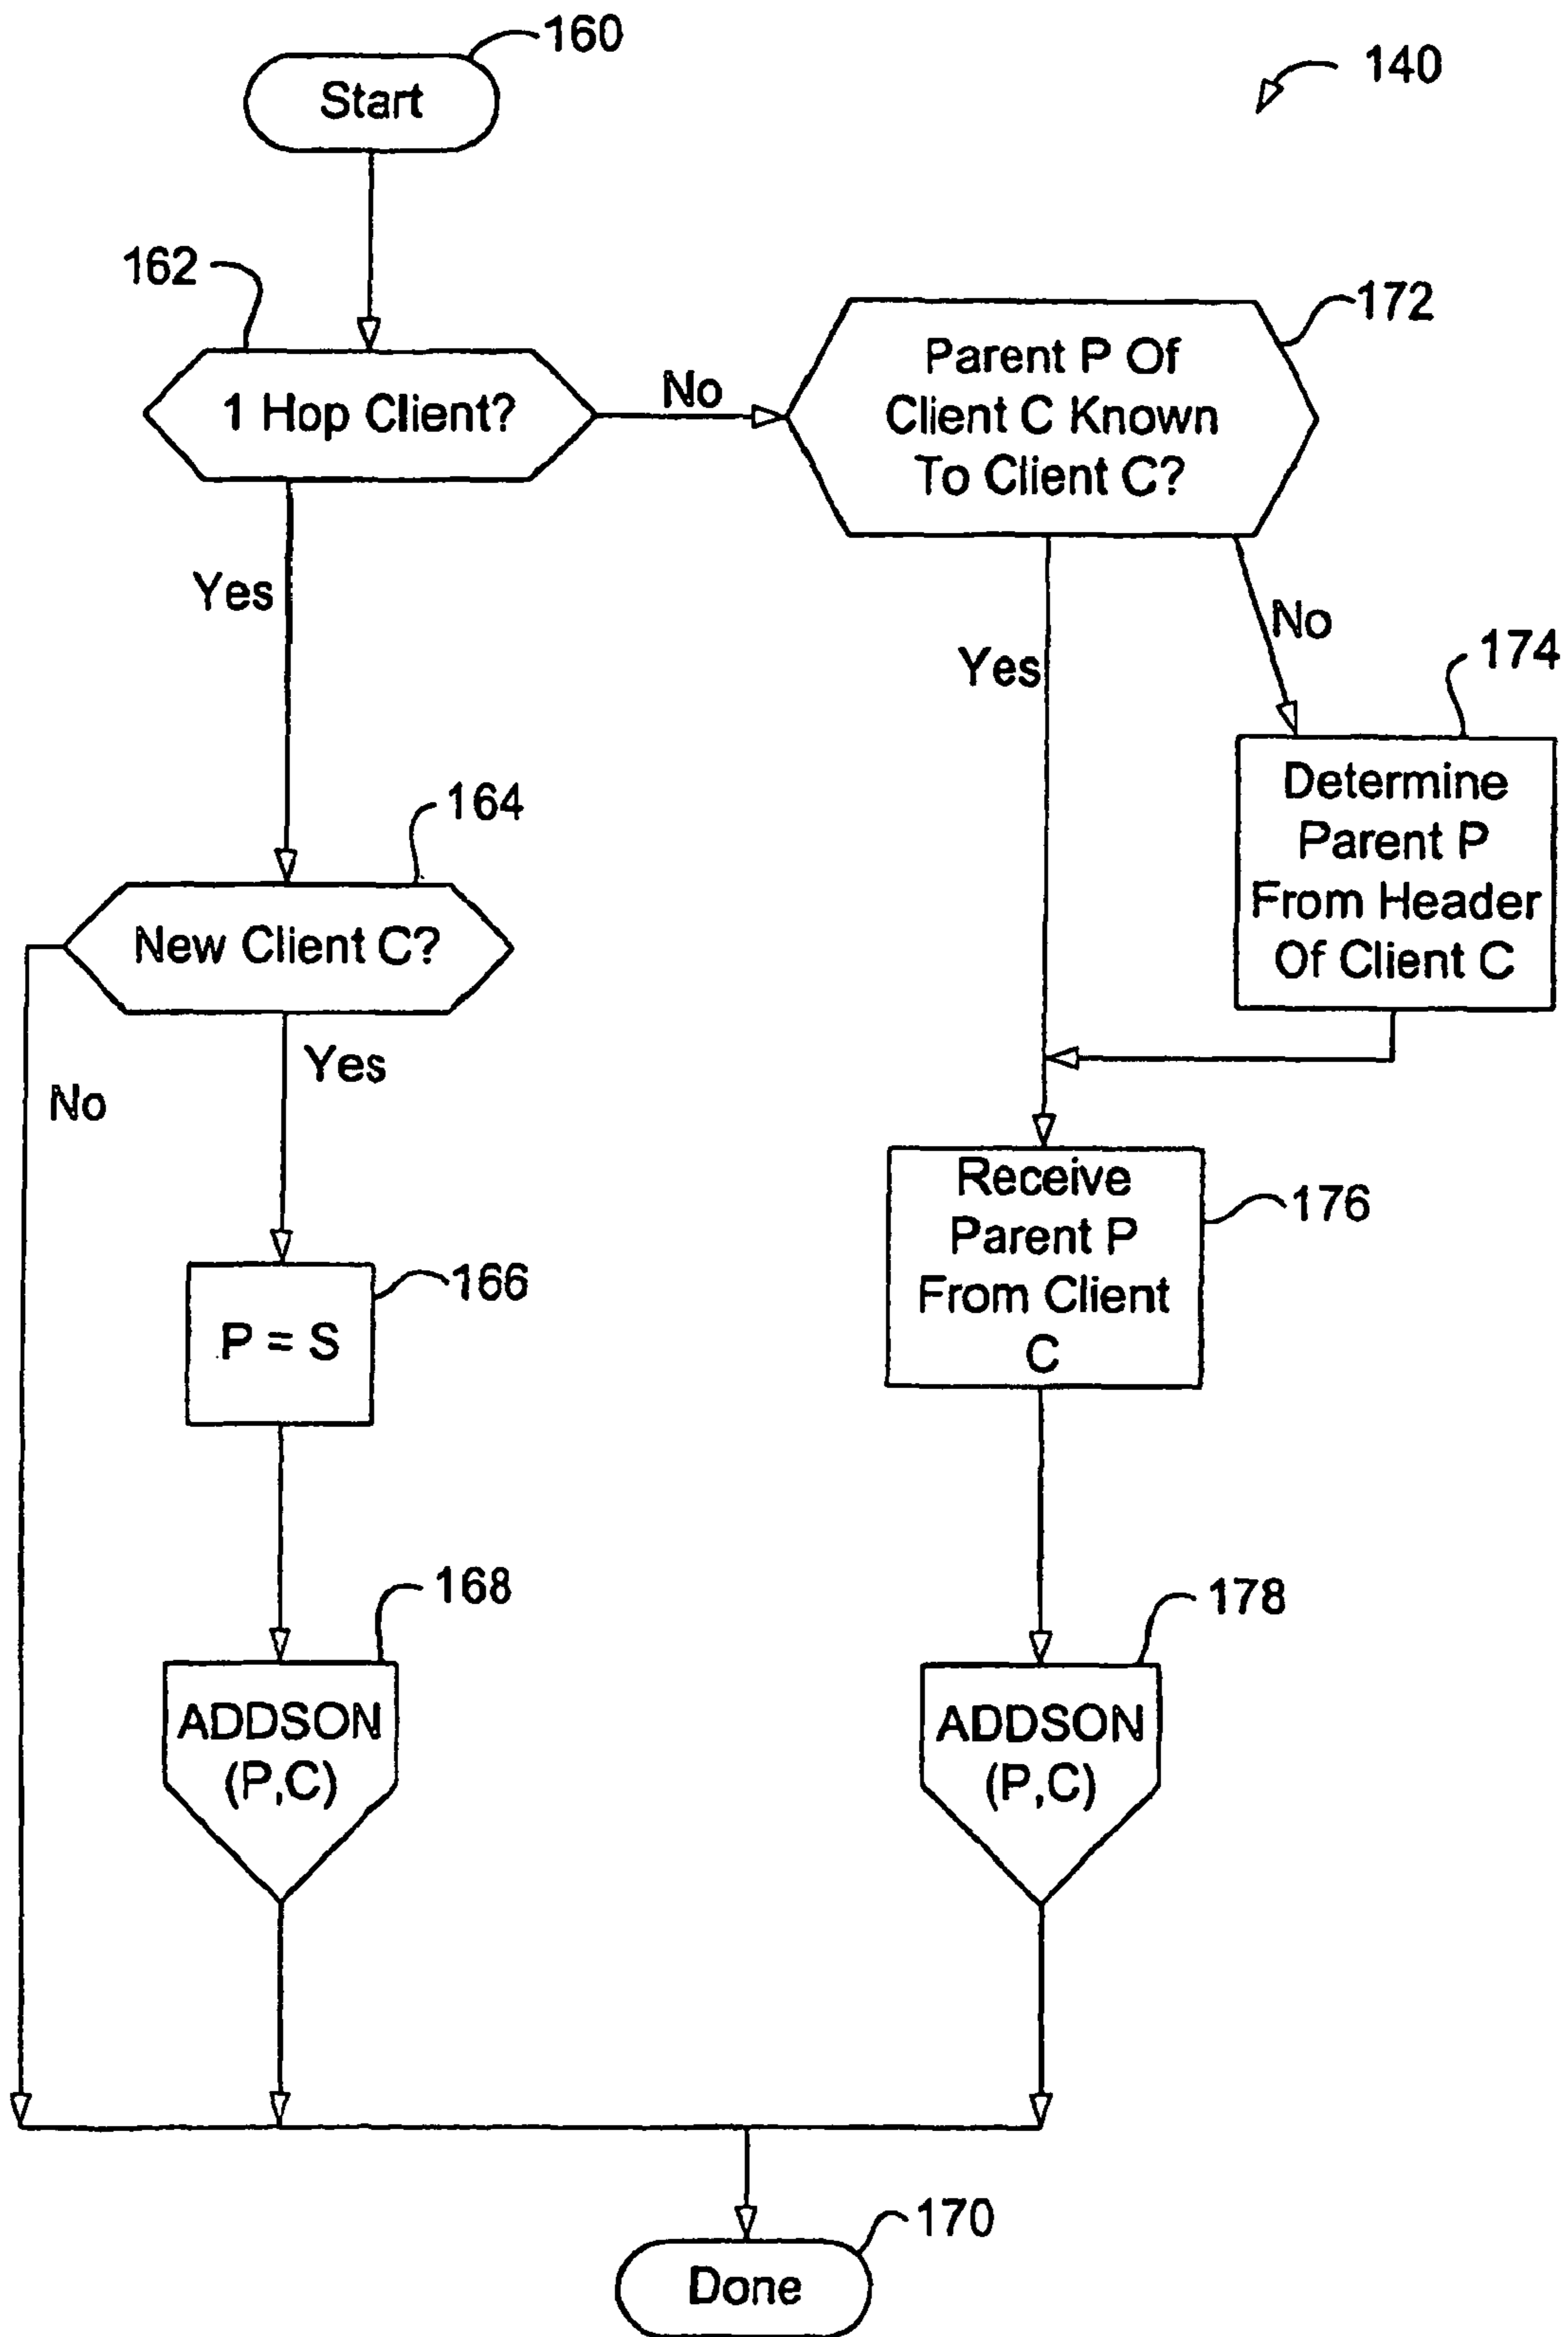 160
Start
140
162
1 Hop Client?
No
172
Parent P Of
Client C Known
To Client C?
Yes
Yes
No
174
Determine
Parent P
From Header
Of Client C
164
New Client C?
No
Yes
Receive
Parent P
From Client
C
176
166
P = S
168
ADDSON
(P,C)
178
ADDSON
(P,C)
170
Done